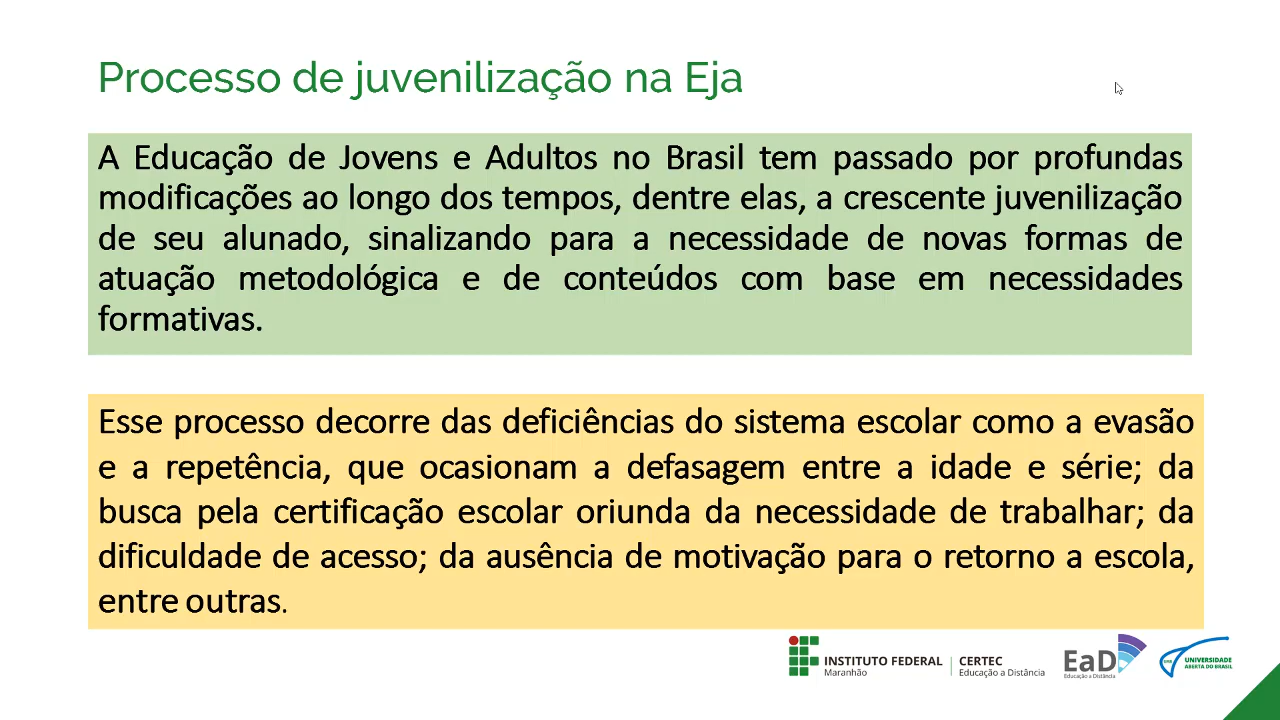 Processo de juvenilização na Eja
A Educação de Jovens e Adultos no Brasil tem passado por profundas
modificações ao longo dos tempos, dentre elas, a crescente juvenilização
de seu alunado, sinalizando para a necessidade de novas formas de
atuação metodológica e de conteúdos com base em necessidades
formativas.
Esse processo decorre das deficiências do sistema escolar como a evasão
e a repetência, que ocasionam a defasagem entre a idade e série; da
busca pela certificação escolar oriunda da necessidade de trabalhar; da
dificuldade de acesso; da ausência de motivação para o retorno a escola,
entre outras.
INSTITUTO FEDERAL
Maranhão
CERTEC
Educação a Distância
EaD
Educação a Distância
UAB
UNIVERSIDADE
ABERTA DO BRASIL